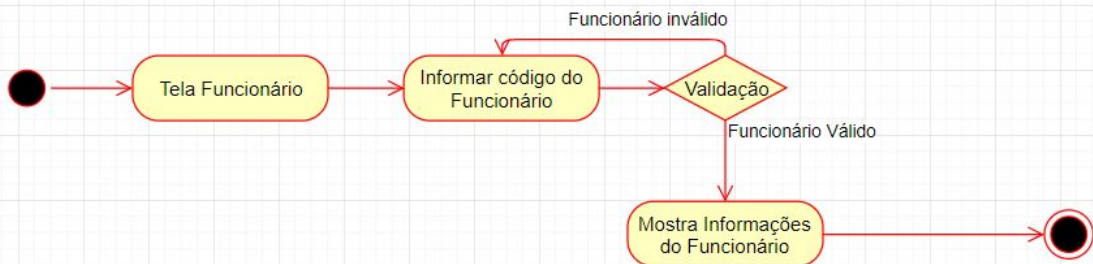 Funcionário inválido
Tela Funcionário
Informar código do
Funcionário
Validação
Funcionário Válido
Mostra Informações
do Funcionário